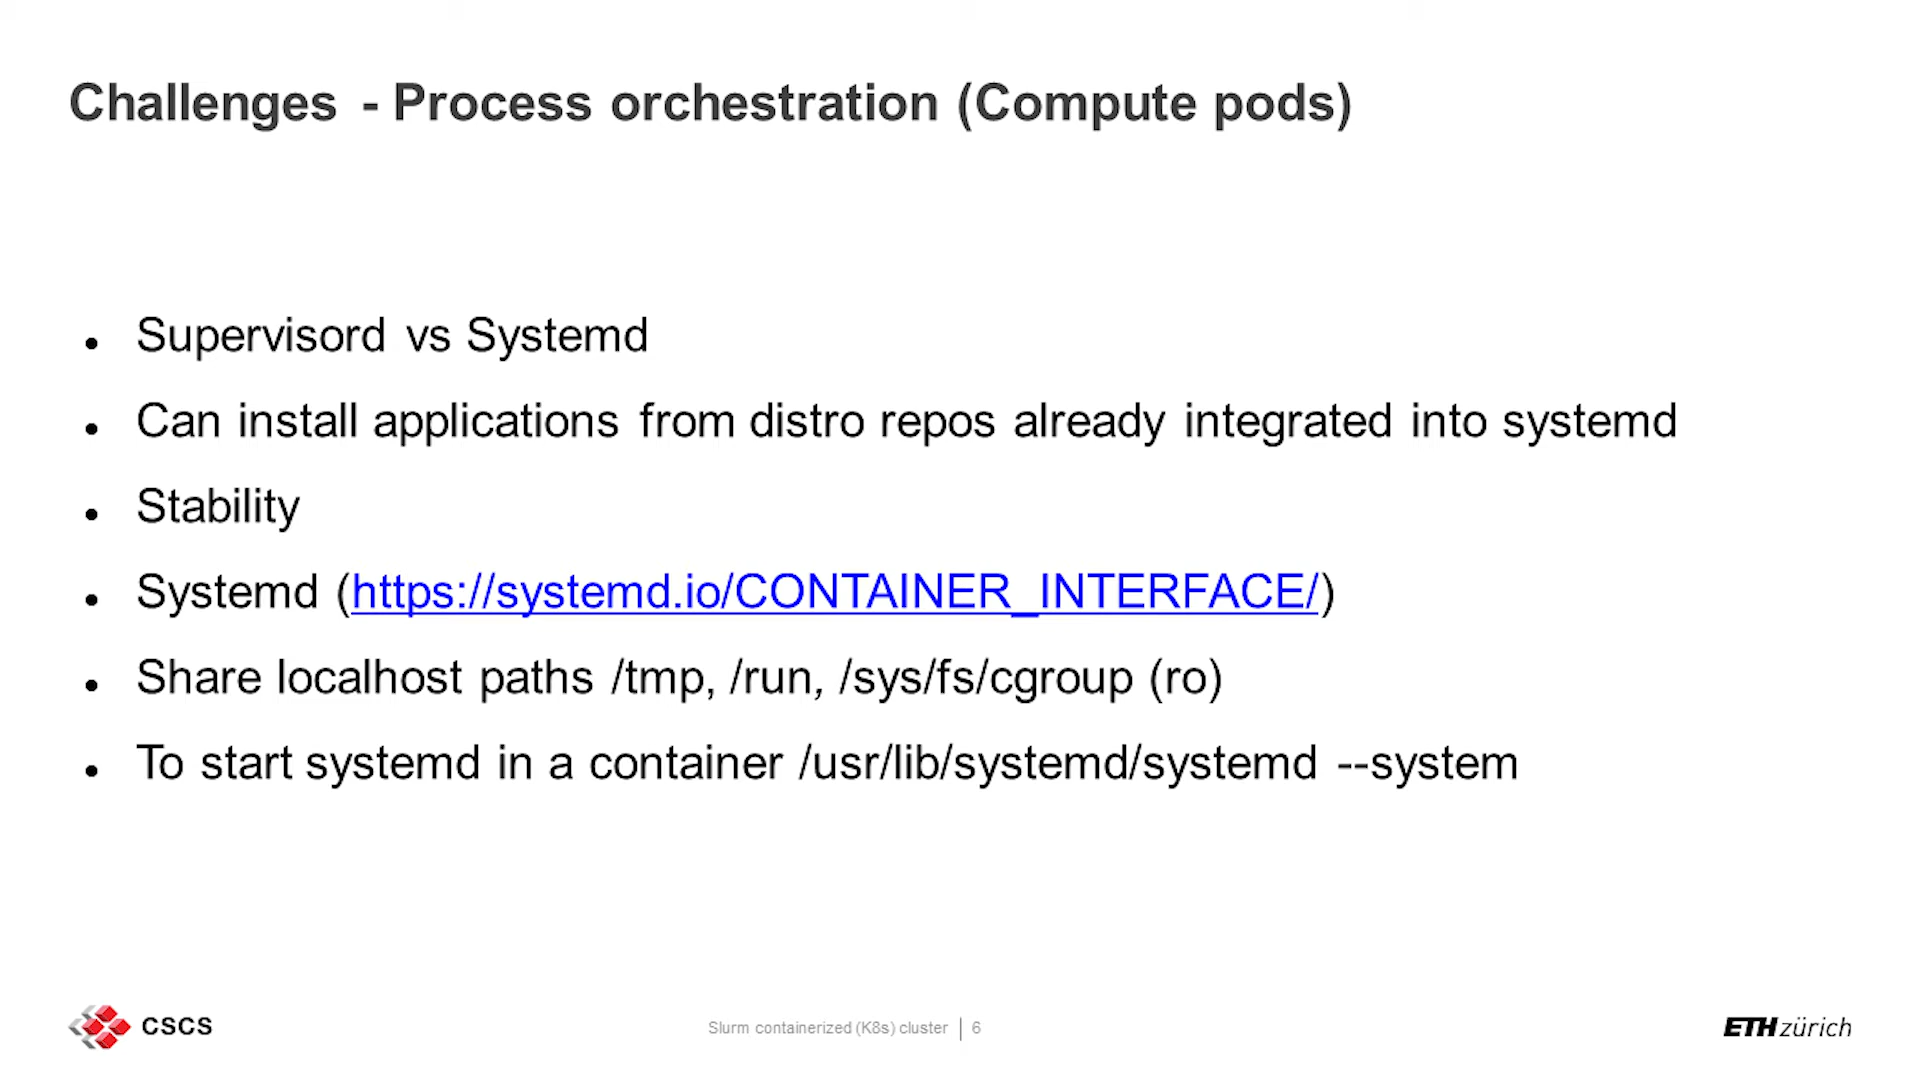 Challenges - Process orchestration (Compute pods)
• Supervisord vs Systemd
• Can install applications from distro repos already integrated into systemd
• Stability
• Systemd (https://systemd.io/CONTAINER_INTERFACE/)
• Share localhost paths /tmp, /run, /sys/fs/cgroup (ro)
• To start systemd in a container /usr/lib/systemd/systemd --system
CSCS
Slurm containerized (K8s) cluster | 6
ETH zürich